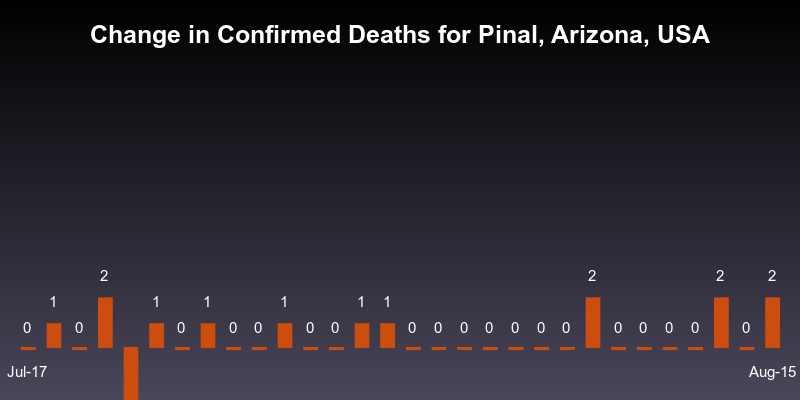 Change in Confirmed Deaths for Pinal, Arizona, USA
2 2 2 2
1 1 1 1 1 1
0 0 0 0 0 0 0 0 0 0 0 0 0 0 0 0 0 0 0
Jul-17 Aug-15